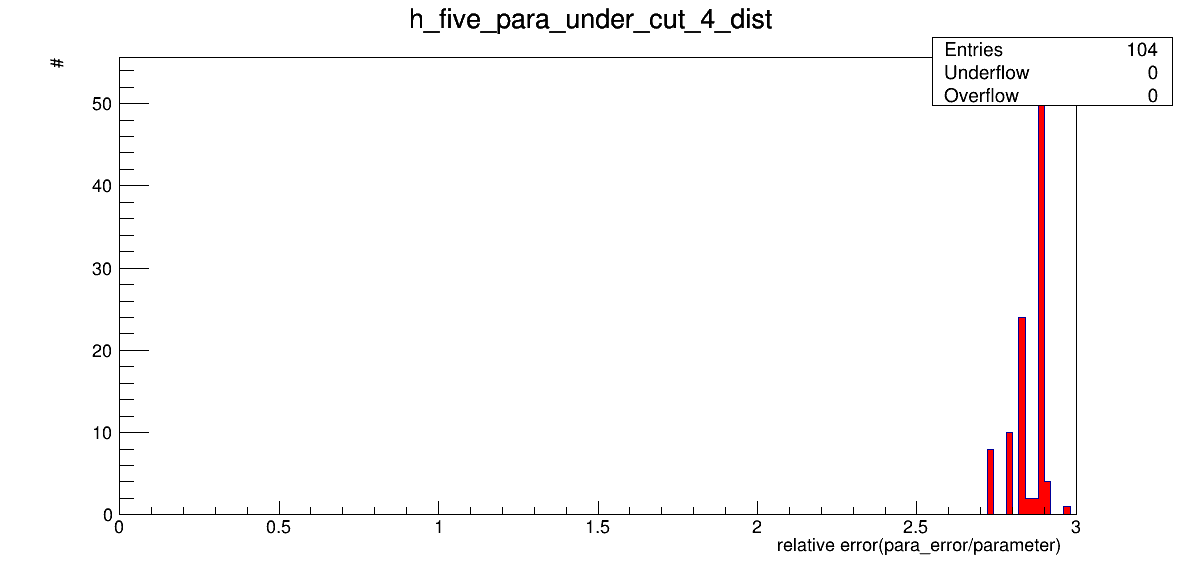 h_five_para_under_cut_4_dist
#
Entries 104
Underflow 0
Overflow 0
50
40
30
20
10
0
0 0.5 1 1.5 2 2.5 3
relative error(para_error/parameter)